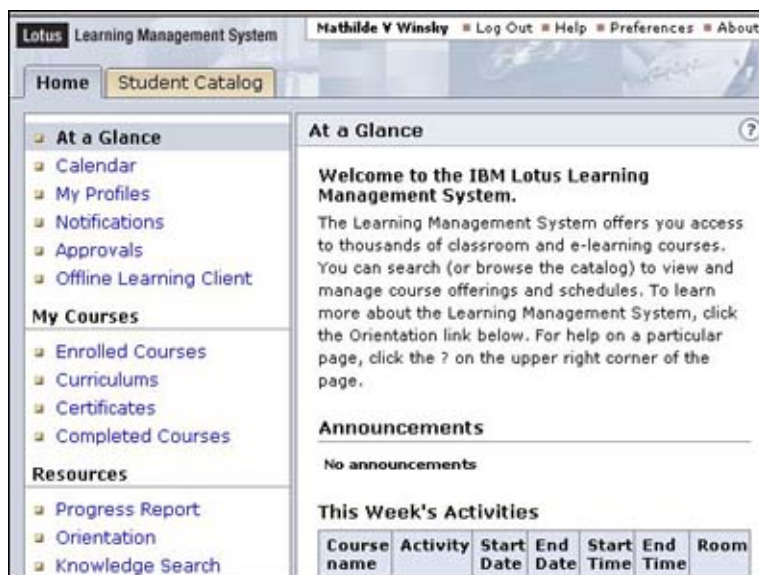 Lotus Learning Management System
Mathilde V Winsky ▪ Log Out ▪ Help ▪ Preferences ▪ About
Home Student Catalog
At a Glance
Calendar
My Profiles
Notifications
Approvals
Offline Learning Client
My Courses
Enrolled Courses
Curriculums
Certificates
Completed Courses
Resources
Progress Report
Orientation
Knowledge Search
At a Glance ?
Welcome to the IBM Lotus Learning
Management System.
The Learning Management System offers you access
to thousands of classroom and e-learning courses.
You can search (or browse the catalog) to view and
manage course offerings and schedules. To learn
more about the Learning Management System, click
the Orientation link below. For help on a particular
page, click the ? on the upper right corner of the
page.
Announcements
No announcements
This Week's Activities
Course Activity Start End Start End Room
name Date Date Time Time